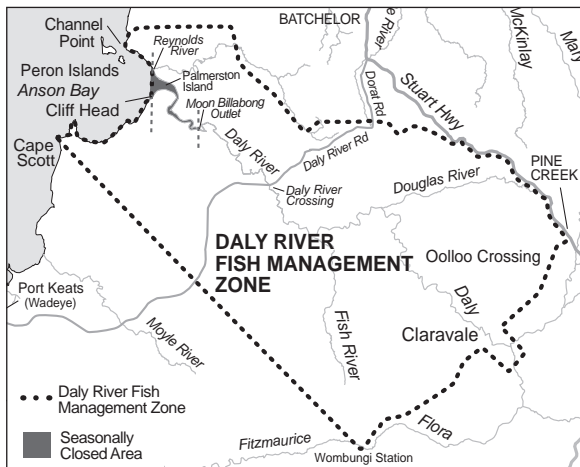 Channel
Point
BATCHELOR
e River
McKinlay
Mary
Reynolds
River
Peron Islands
Palmerston
Island
Anson Bay
Cliff Head
Moon Billabong
Outlet
Dorat Rd
Stuart Hwy
Cape
Scott
Daly River
Daly River Rd
PINE
CREEK
Daly River
Crossing
Douglas River
DALY RIVER
FISH MANAGEMENT
ZONE
Oolloo Crossing
Port Keats
(Wadeye)
Moyle River
Fish River
Daly
Claravale
Daly River Fish
Management Zone
Seasonally
Closed Area
Fitzmaurice
Flora
Wombungi Station